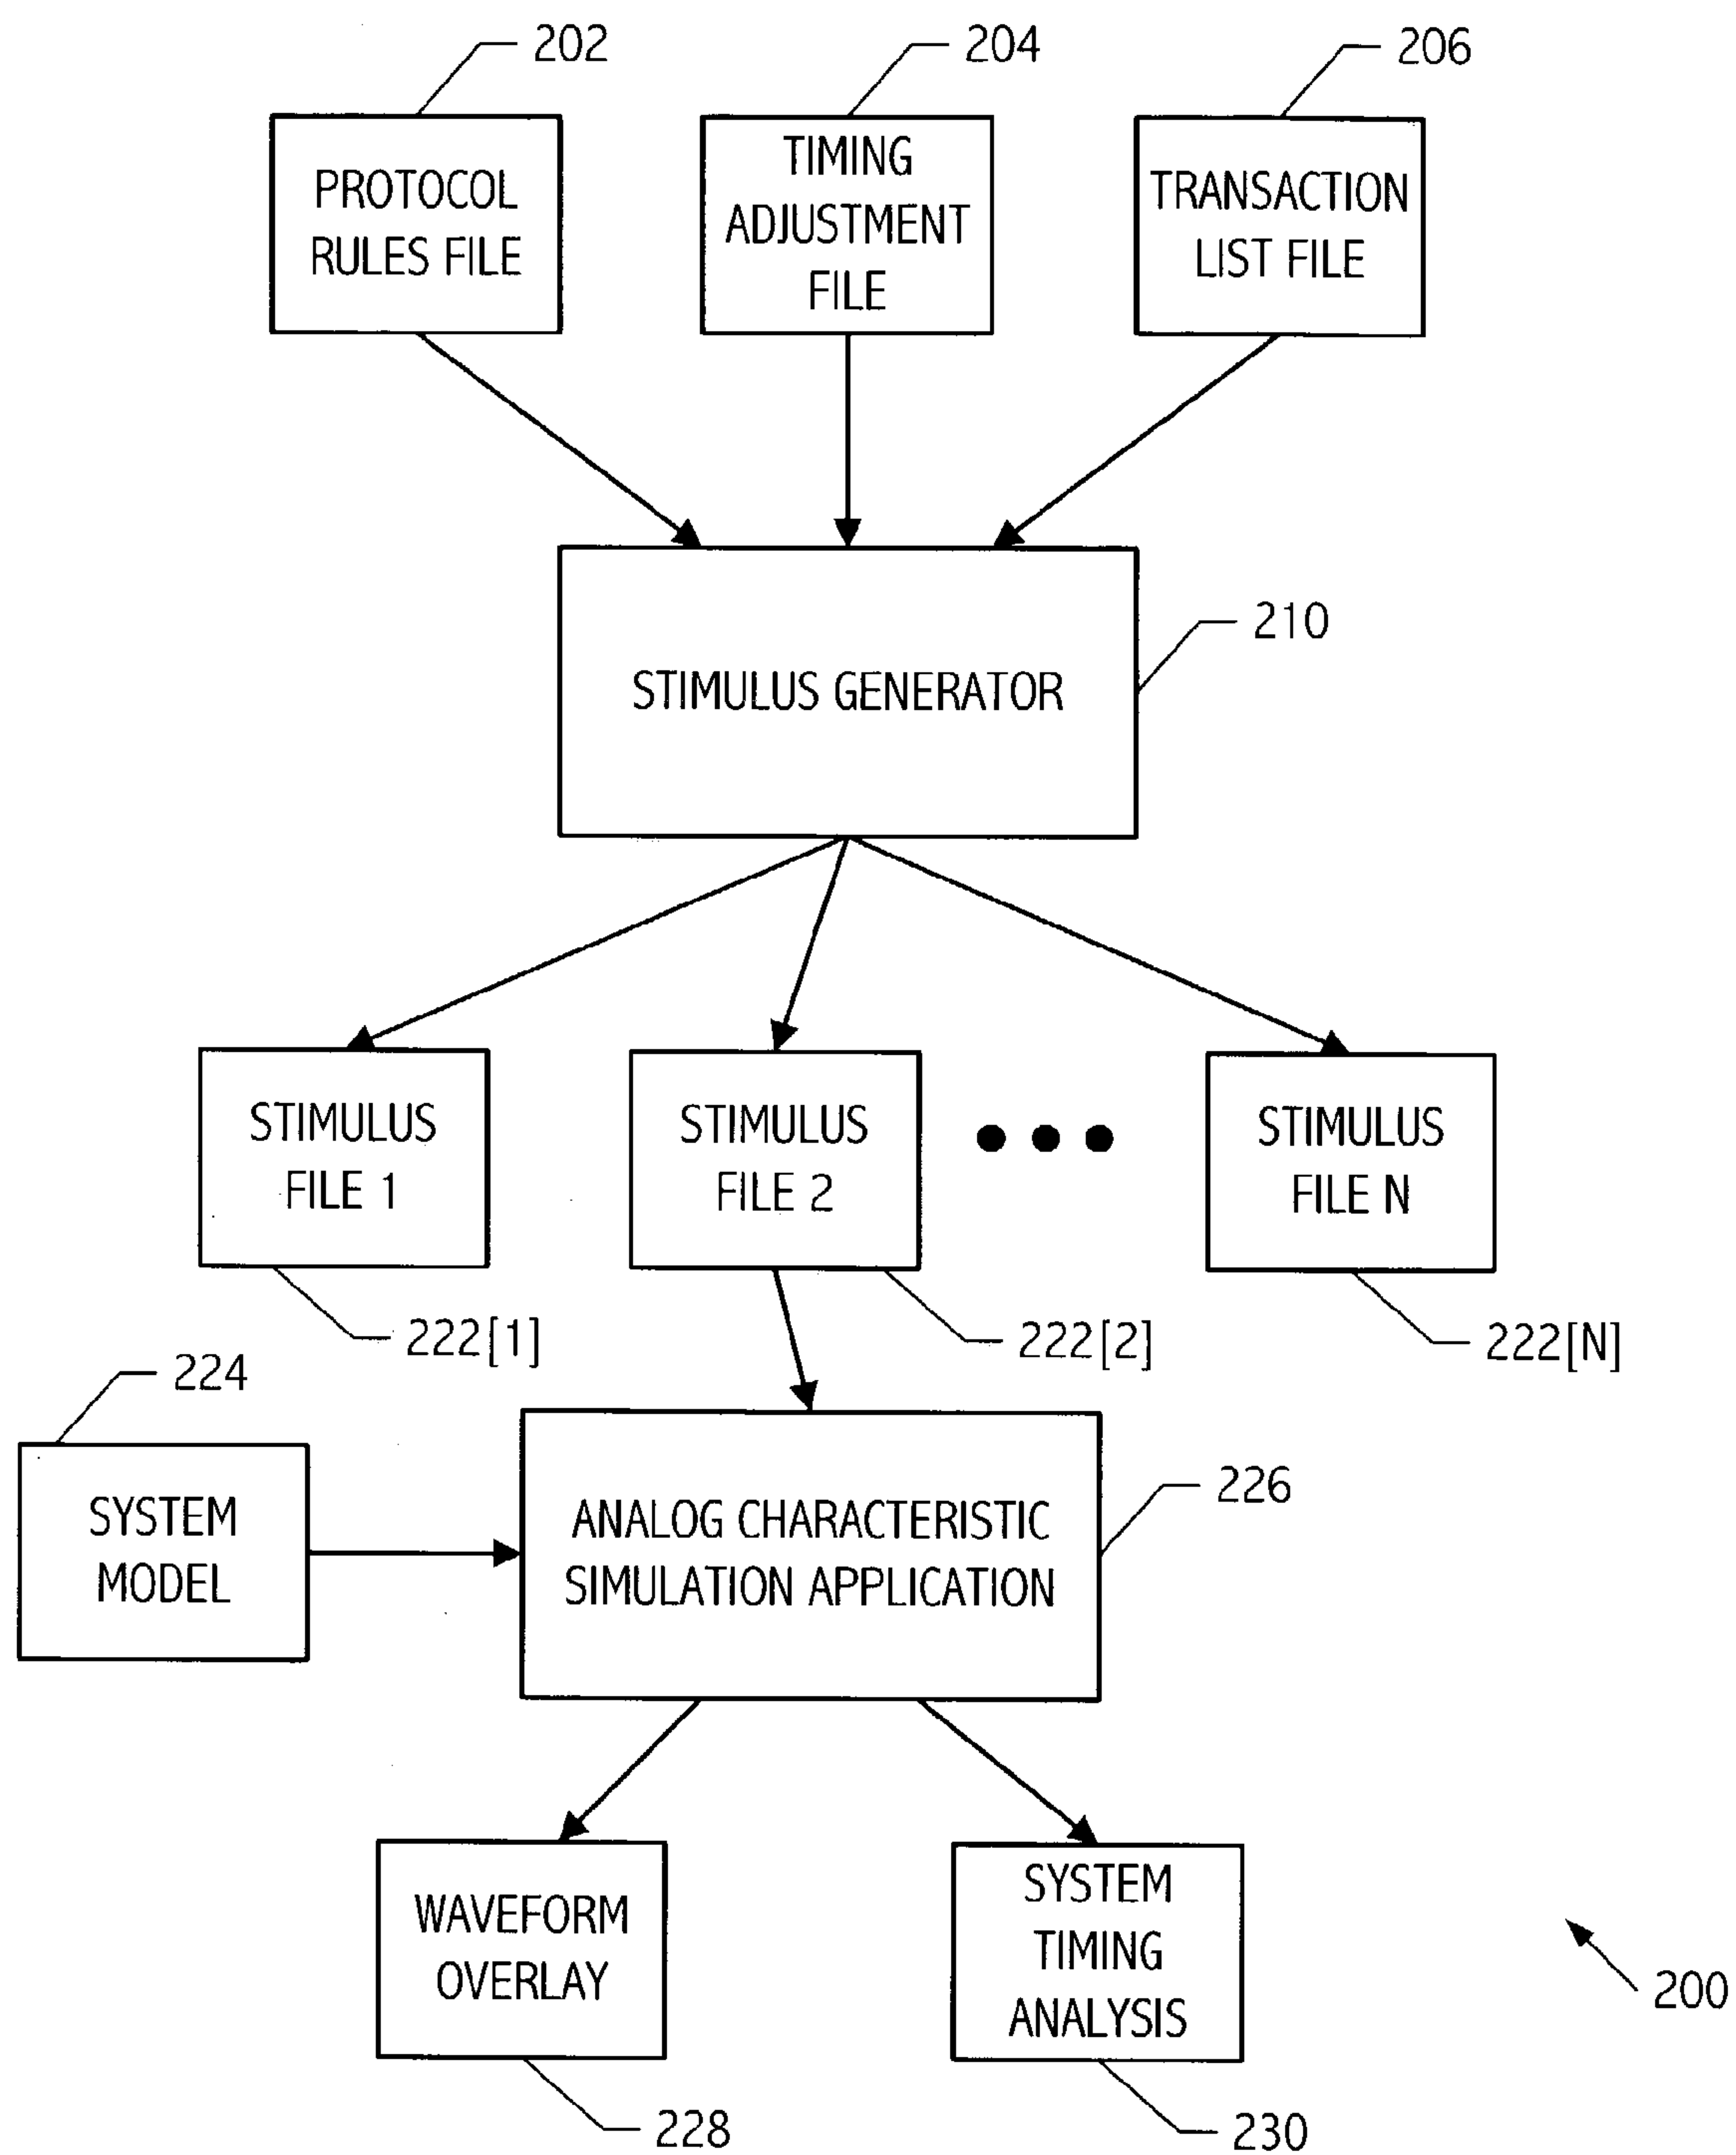 202
204
206
PROTOCOL
RULES FILE
TIMING
ADJUSTMENT
FILE
TRANSACTION
LIST FILE
210
STIMULUS GENERATOR
STIMULUS
FILE 1
STIMULUS
FILE 2
STIMULUS
FILE N
222[1]
222[2]
222[N]
224
SYSTEM
MODEL
226
ANALOG CHARACTERISTIC
SIMULATION APPLICATION
WAVEFORM
OVERLAY
SYSTEM
TIMING
ANALYSIS
200
228
230